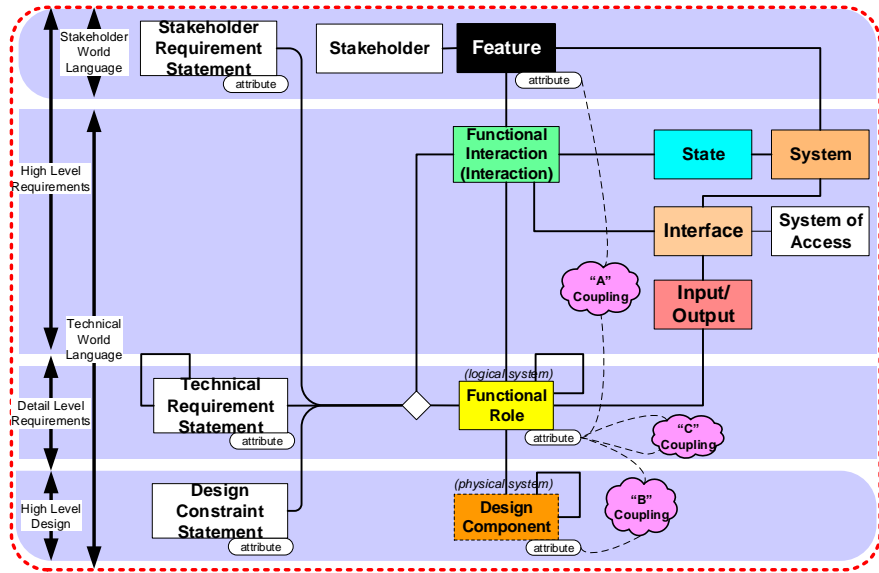 Stakeholder
World
Language
Stakeholder
Requirement
Statement
attribute
Stakeholder
Feature
attribute
High Level
Requirements
Functional
Interaction
(Interaction)
State
System
Interface
System of
Access
“A”
Coupling
Input/
Output
Technical
World
Language
Detail Level
Requirements
Technical
Requirement
Statement
attribute
(logical system)
Functional
Role
attribute
“C”
Coupling
High Level
Design
Design
Constraint
Statement
attribute
(physical system)
Design
Component
attribute
“B”
Coupling